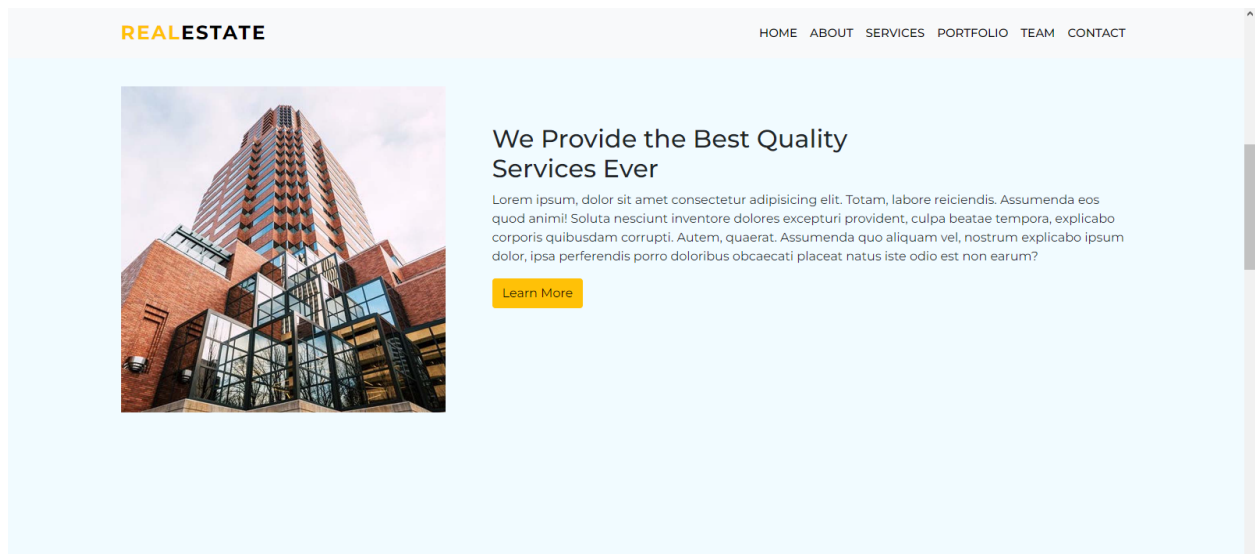 REALESTATE
HOME ABOUT SERVICES PORTFOLIO TEAM CONTACT
We Provide the Best Quality
Services Ever
Lorem ipsum, dolor sit amet consectetur adipisicing elit. Totam, labore reiciendis. Assumenda eos
quod animi! Soluta nesciunt inventore dolores excepturi provident, culpa beatae tempora, explicabo
corporis quibusdam corrupti. Autem, quaerat. Assumenda quo aliquam vel, nostrum explicabo ipsum
dolor, ipsa perferendis porro doloribus obcaecati placeat natus iste odio est non earum?
Learn More